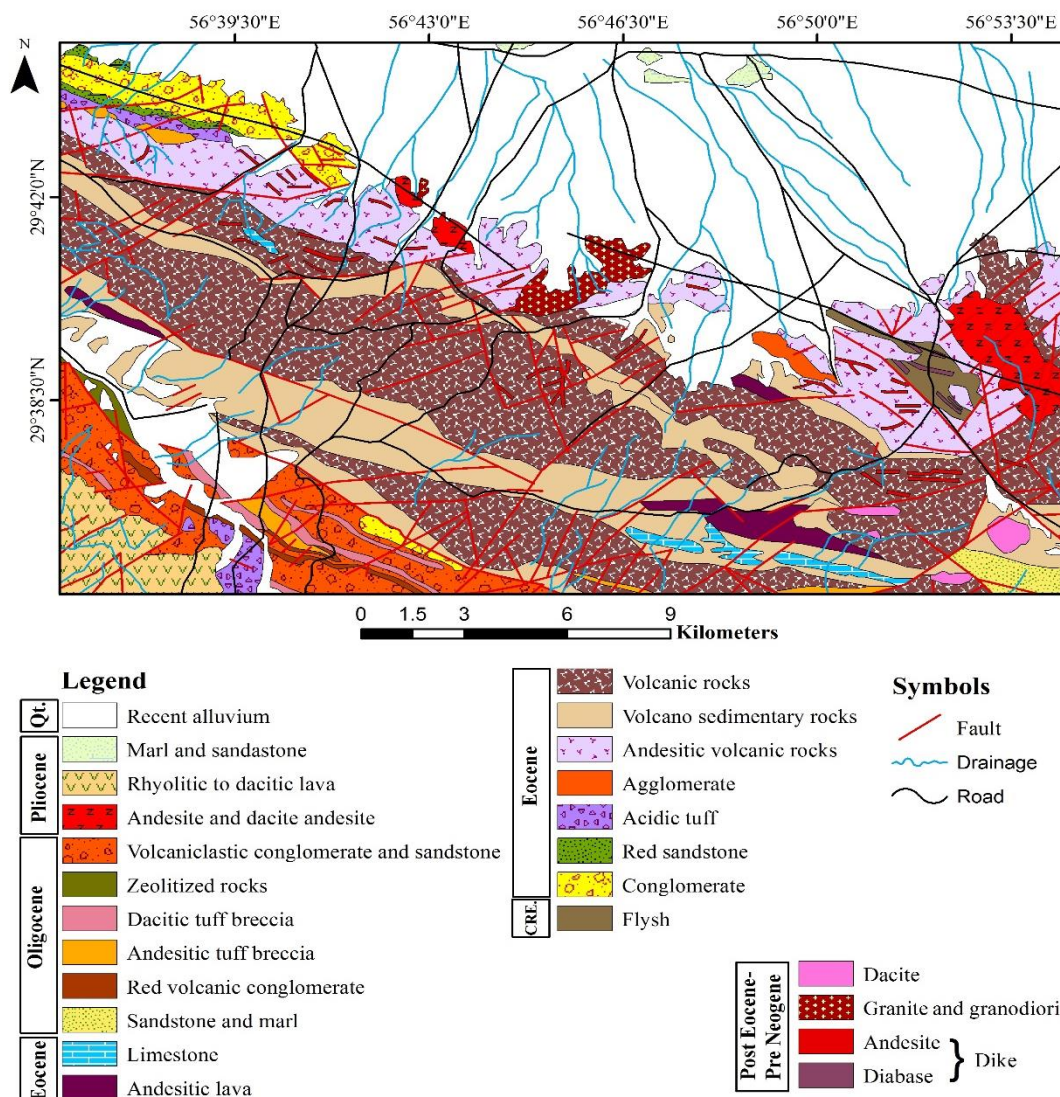 56°39'30"E 56°43'0"E 56°46'30"E 56°50'0"E 56°53'30"E
N
29°42'0"N
29°38'30"N
0 1.5 3 6 9
Kilometers
Legend
Qt.
Recent alluvium
Pliocene
Marl and sandastone
Rhyolitic to dacitic lava
Andesite and dacite andesite
Oligocene
Volcaniclastic conglomerate and sandstone
Zeolitized rocks
Dacitic tuff breccia
Andesitic tuff breccia
Red volcanic conglomerate
Sandstone and marl
Eocene
Limestone
Andesitic lava
Eocene
Volcanic rocks
Volcano sedimentary rocks
Andesitic volcanic rocks
Agglomerate
Acidic tuff
Red sandstone
Conglomerate
CRE.
Flysh
Symbols
Fault
Drainage
Road
Post Eocene-
Pre Neogene
Dacite
Granite and granodiori
Andesite
Diabase
} Dike